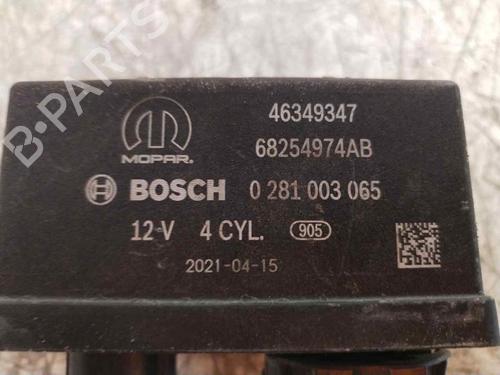 B-PARTS
MOPAR.
46349347
68254974AB
BOSCH 0 281 003 065
12 V 4 CYL. 905
2021-04-15